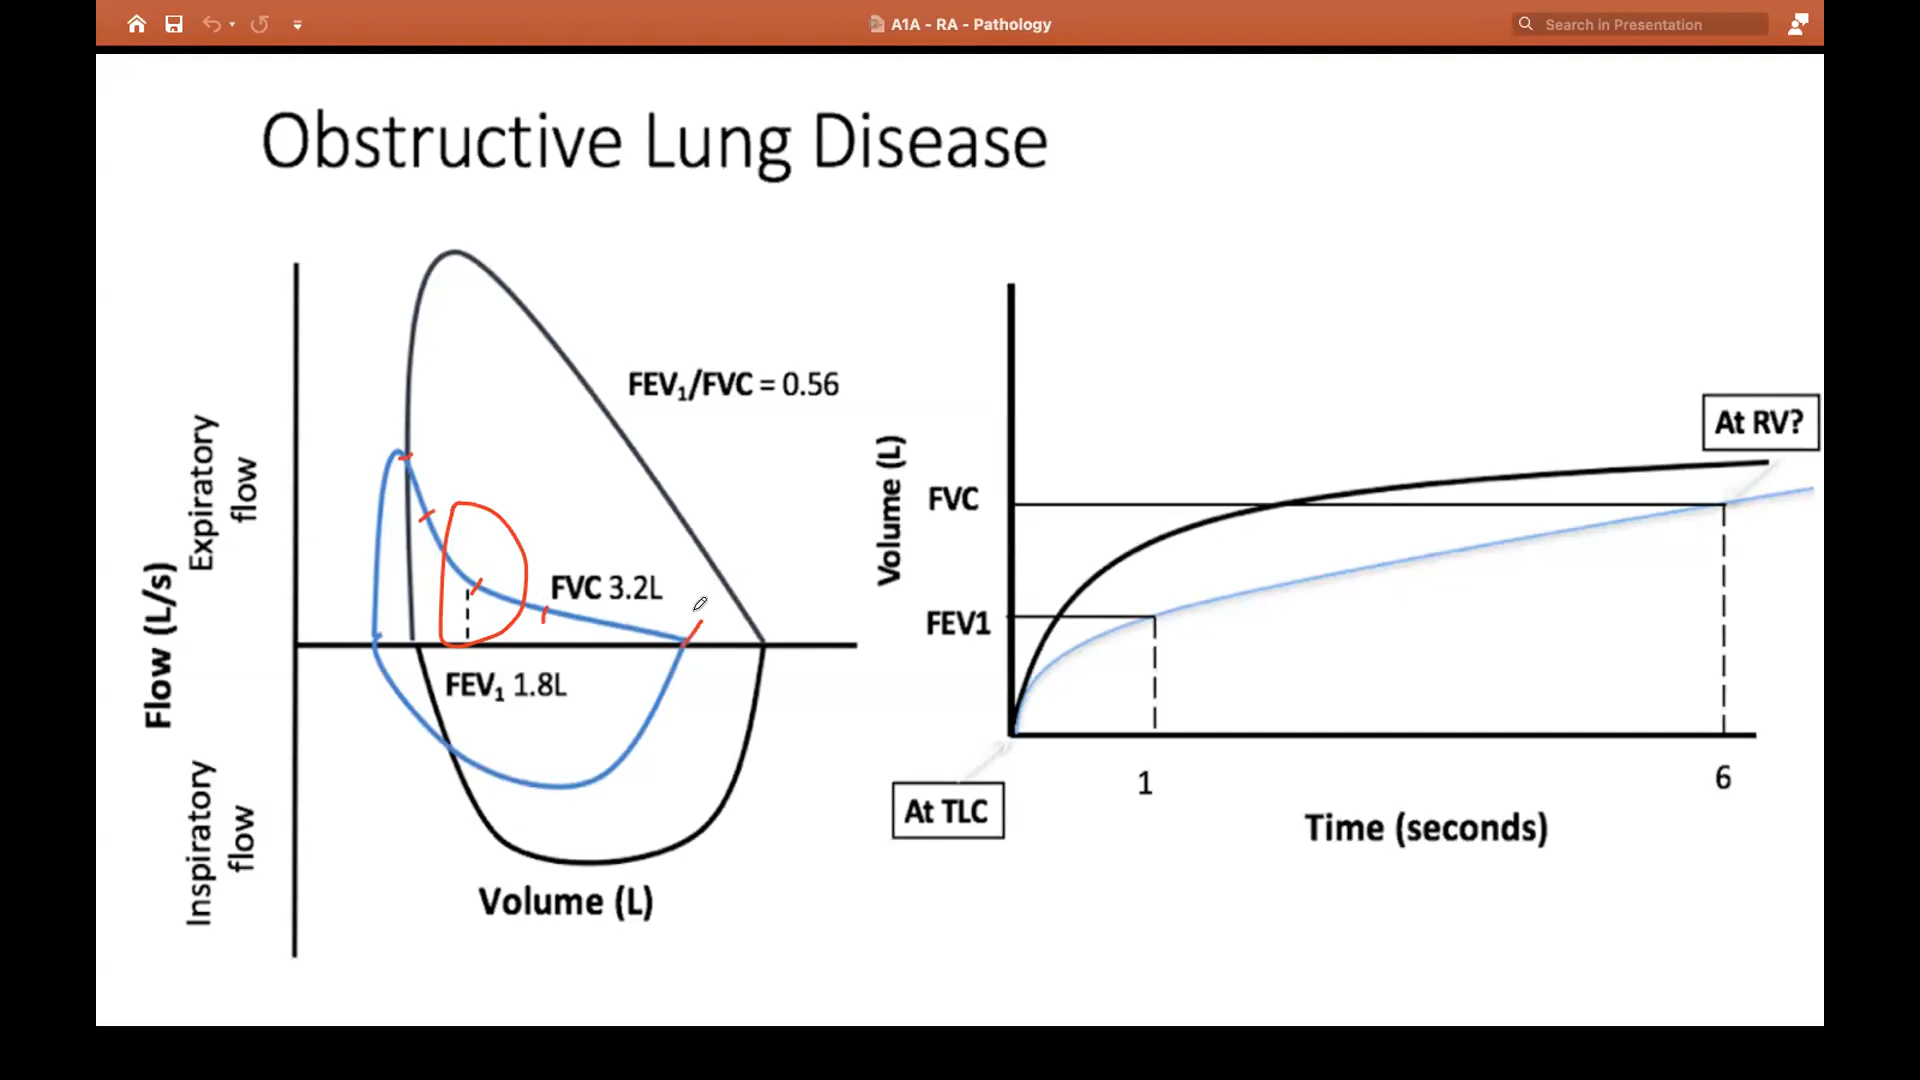 A1A - RA - Pathology
Search in Presentation
Obstructive Lung Disease
FEV₁/FVC = 0.56
FVC 3.2L
FEV₁ 1.8L
Expiratory
flow
Flow (L/s)
Inspiratory
flow
Volume (L)
Volume (L)
At RV?
FVC
FEV1
At TLC
1
6
Time (seconds)